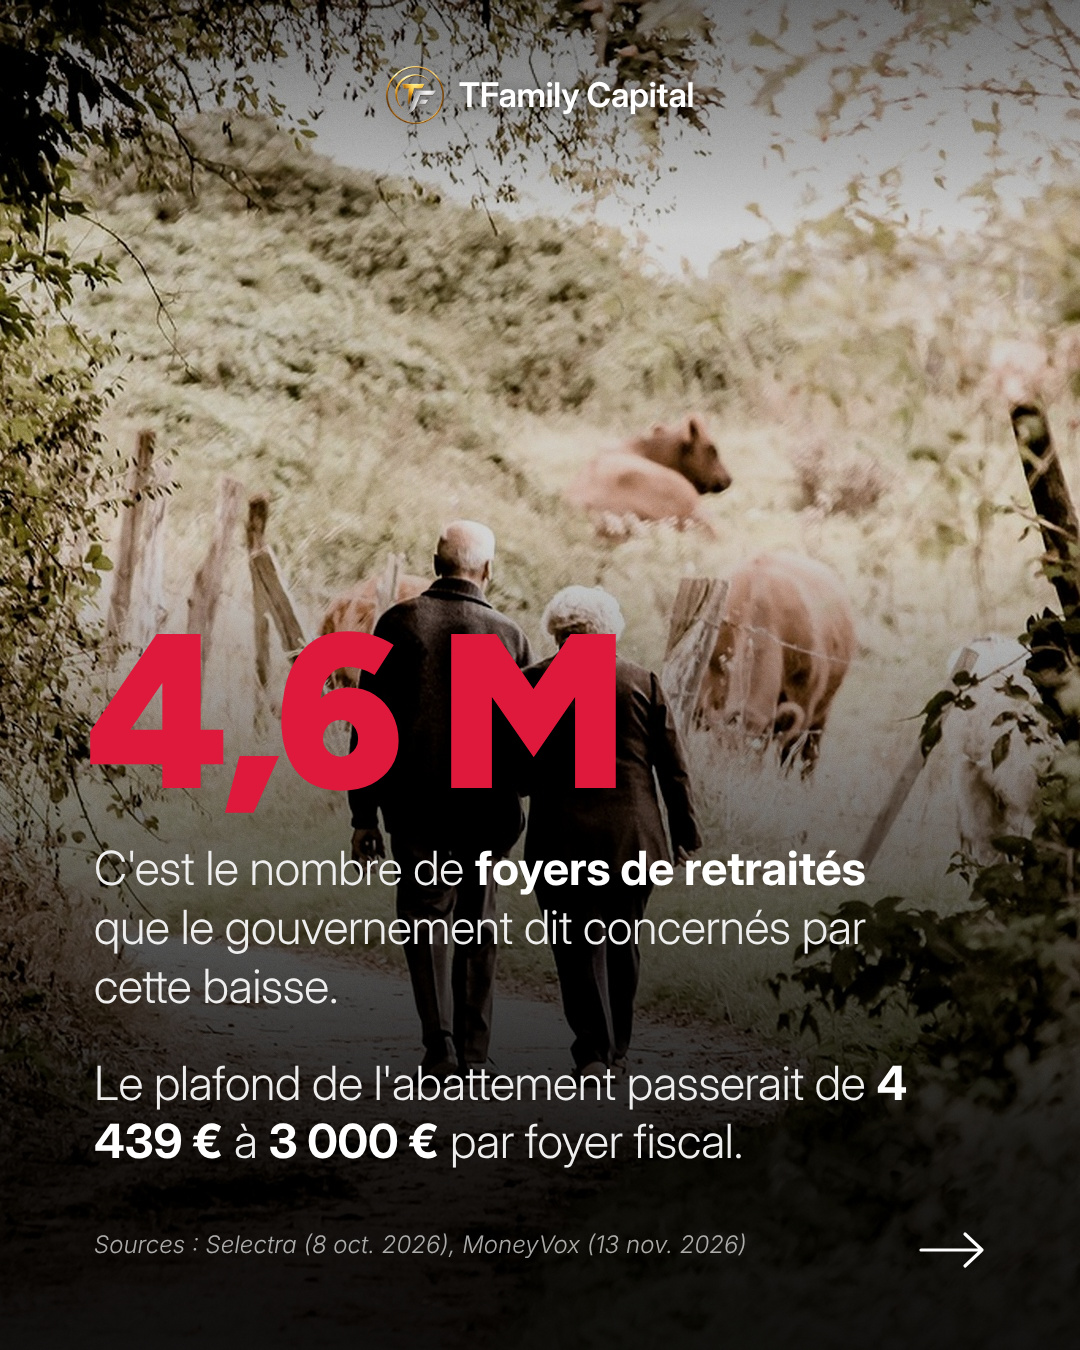 TFamily Capital
4,6 M
C'est le nombre de foyers de retraités
que le gouvernement dit concernés par
cette baisse.
Le plafond de l'abattement passerait de 4
439 € à 3 000 € par foyer fiscal.
Sources : Selectra (8 oct. 2026), MoneyVox (13 nov. 2026)